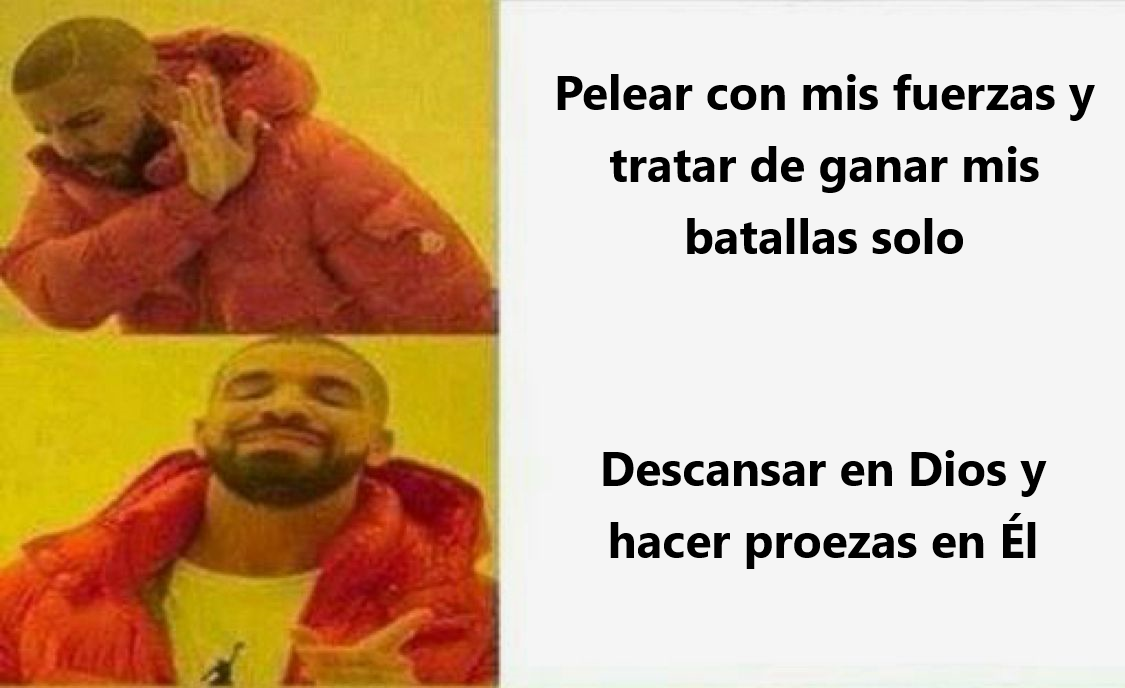 Pelear con mis fuerzas y
tratar de ganar mis
batallas solo
Descansar en Dios y
hacer proezas en Él